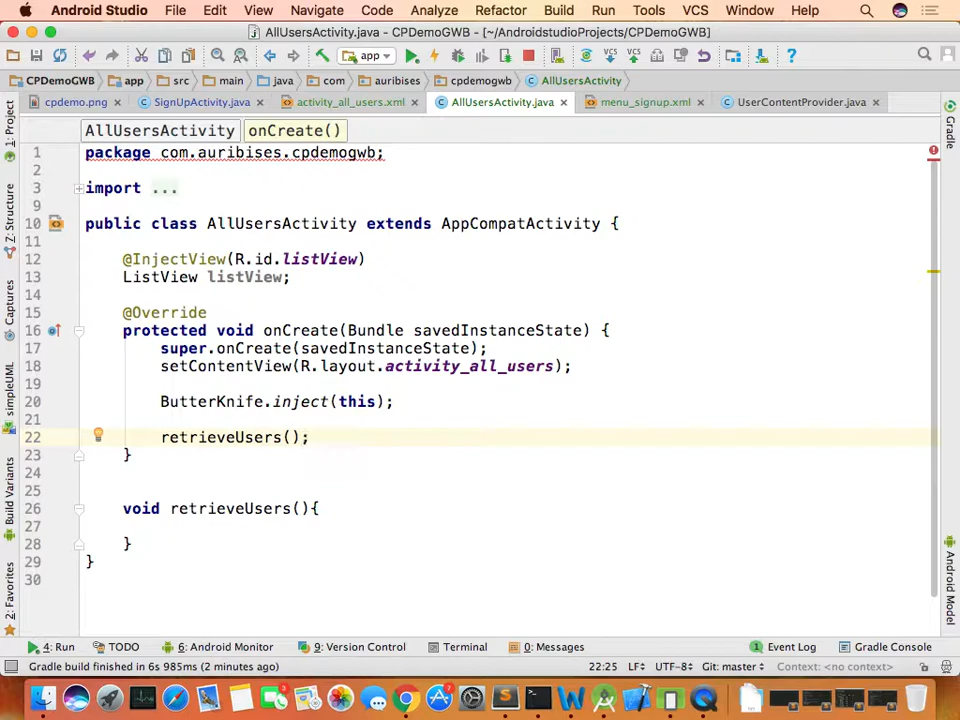 Android Studio File Edit View Navigate Code Analyze Refactor Build Run Tools VCS Window Help
AllUsersActivity.java - CPDemoGWB - [~/AndroidstudioProjects/CPDemoGWB]
app VCS VCS ?
CPDemoGWB app src main java com auribises cpdemogwb AllUsersActivity
cpdemo.png SignUpActivity.java activity_all_users.xml AllUsersActivity.java menu_signup.xml UserContentProvider.java
AllUsersActivity onCreate()
1 package com.auribises.cpdemogwb;
2
3 import ...
9
10 public class AllUsersActivity extends AppCompatActivity {
11
12 @InjectView(R.id.listView)
13 ListView listView;
14
15 @Override
16 protected void onCreate(Bundle savedInstanceState) {
17 super.onCreate(savedInstanceState);
18 setContentView(R.layout.activity_all_users);
19
20 ButterKnife.inject(this);
21
22 retrieveUsers();
23 }
24
25
26 void retrieveUsers(){
27
28 }
29 }
30
1: Project
7: Structure
Captures
simpleUML
Build Variants
2: Favorites
Gradle
Android Model
4: Run TODO 6: Android Monitor 9: Version Control Terminal 0: Messages Event Log Gradle Console
Gradle build finished in 6s 985ms (2 minutes ago) 22:25 LF÷ UTF-8÷ Git: master÷ Context: <no context>